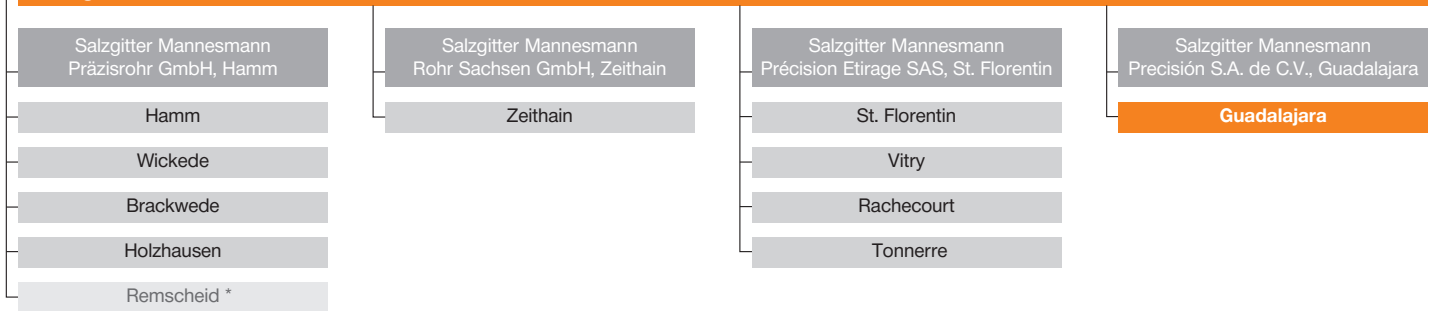 Salzgitter Mannesmann
Präzisrohr GmbH, Hamm
Hamm
Wickede
Brackwede
Holzhausen
Remscheid *
Salzgitter Mannesmann
Rohr Sachsen GmbH, Zeithain
Zeithain
Salzgitter Mannesmann
Précision Etirage SAS, St. Florentin
St. Florentin
Vitry
Rachecourt
Tonnerre
Salzgitter Mannesmann
Precisión S.A. de C.V., Guadalajara
Guadalajara